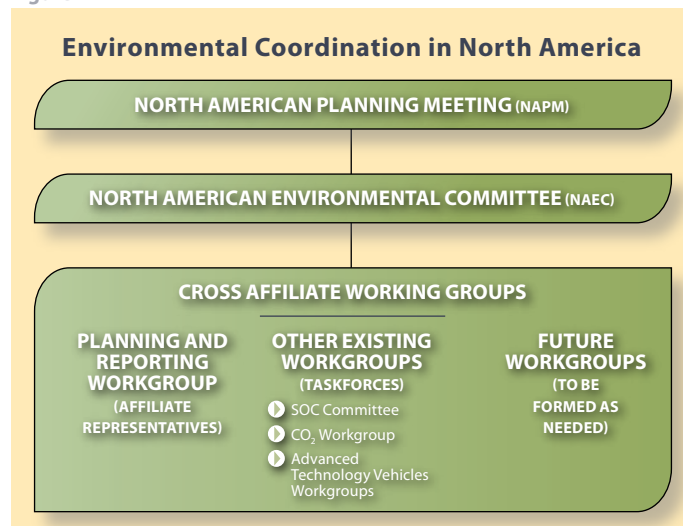 Environmental Coordination in North America
NORTH AMERICAN PLANNING MEETING (NAPM)
NORTH AMERICAN ENVIRONMENTAL COMMITTEE (NAEC)
CROSS AFFILIATE WORKING GROUPS
PLANNING AND
REPORTING
WORKGROUP
(AFFILIATE
REPRESENTATIVES)
OTHER EXISTING
WORKGROUPS
(TASKFORCES)
SOC Committee
CO₂ Workgroup
Advanced
Technology Vehicles
Workgroups
FUTURE
WORKGROUPS
(TO BE
FORMED AS
NEEDED)